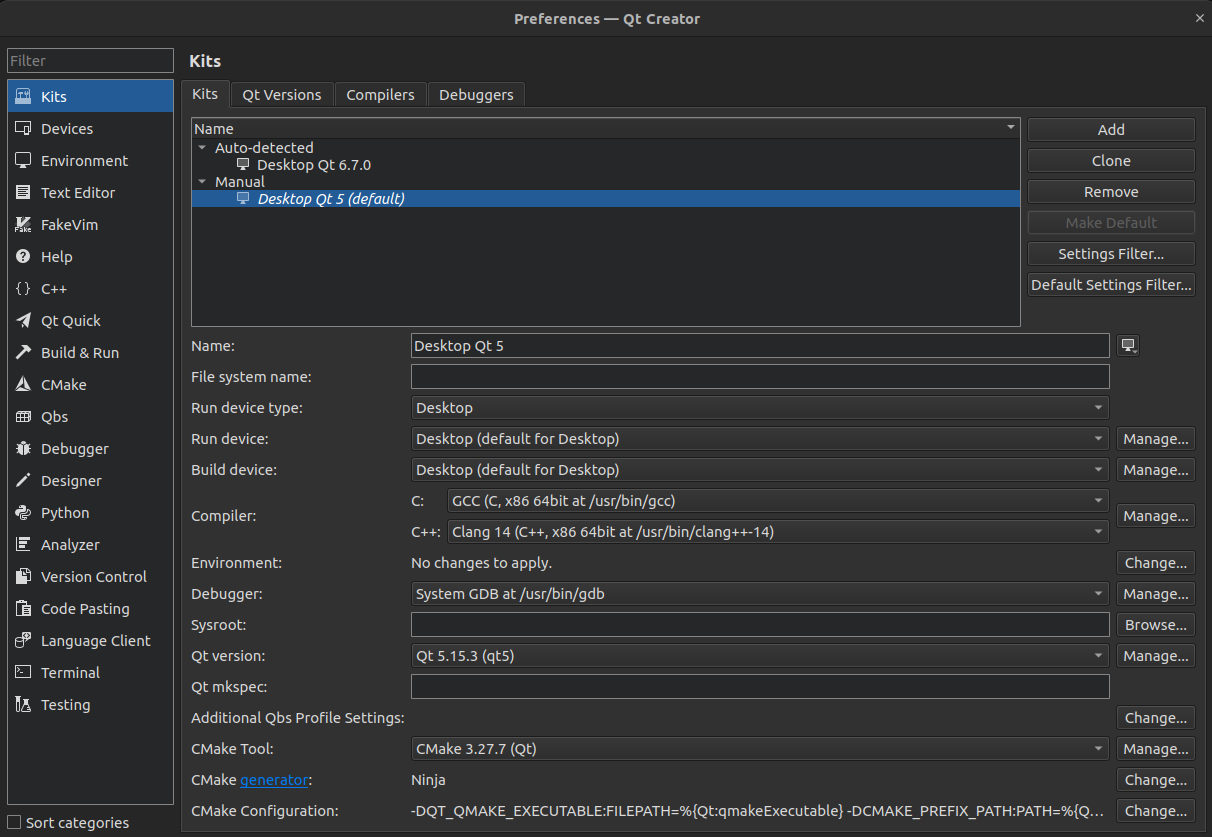 Preferences — Qt Creator
Filter
Kits
Devices
Environment
Text Editor
FakeVim
Help
C++
Qt Quick
Build & Run
CMake
Qbs
Debugger
Designer
Python
Analyzer
Version Control
Code Pasting
Language Client
Terminal
Testing
Sort categories
Kits
Kits Qt Versions Compilers Debuggers
Name
Auto-detected
Desktop Qt 6.7.0
Manual
Desktop Qt 5 (default)
Add
Clone
Remove
Make Default
Settings Filter...
Default Settings Filter...
Name: Desktop Qt 5
File system name:
Run device type: Desktop
Run device: Desktop (default for Desktop) Manage...
Build device: Desktop (default for Desktop) Manage...
Compiler: C: GCC (C, x86 64bit at /usr/bin/gcc) Manage...
C++: Clang 14 (C++, x86 64bit at /usr/bin/clang++-14)
Environment: No changes to apply. Change...
Debugger: System GDB at /usr/bin/gdb Manage...
Sysroot: Browse...
Qt version: Qt 5.15.3 (qt5) Manage...
Qt mkspec:
Additional Qbs Profile Settings: Change...
CMake Tool: CMake 3.27.7 (Qt) Manage...
CMake generator: Ninja Change...
CMake Configuration: -DQT_QMAKE_EXECUTABLE:FILEPATH=%{Qt:qmakeExecutable} -DCMAKE_PREFIX_PATH:PATH=%{Q... Change...